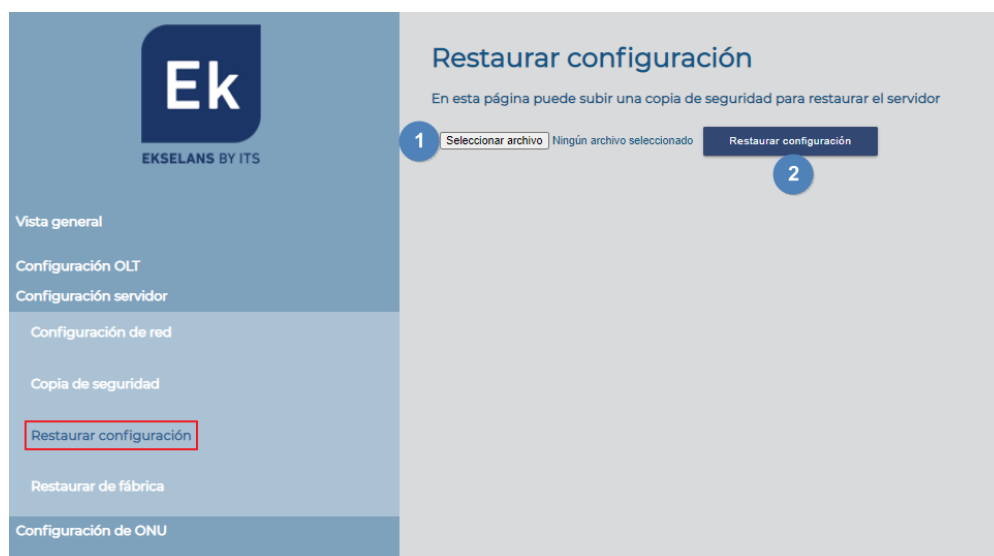 Ek
EKSELANS BY ITS
Vista general
Configuración OLT
Configuración servidor
Configuración de red
Copia de seguridad
Restaurar configuración
Restaurar de fábrica
Configuración de ONU
Restaurar configuración
En esta página puede subir una copia de seguridad para restaurar el servidor
1 Seleccionar archivo Ningún archivo seleccionado Restaurar configuración
2